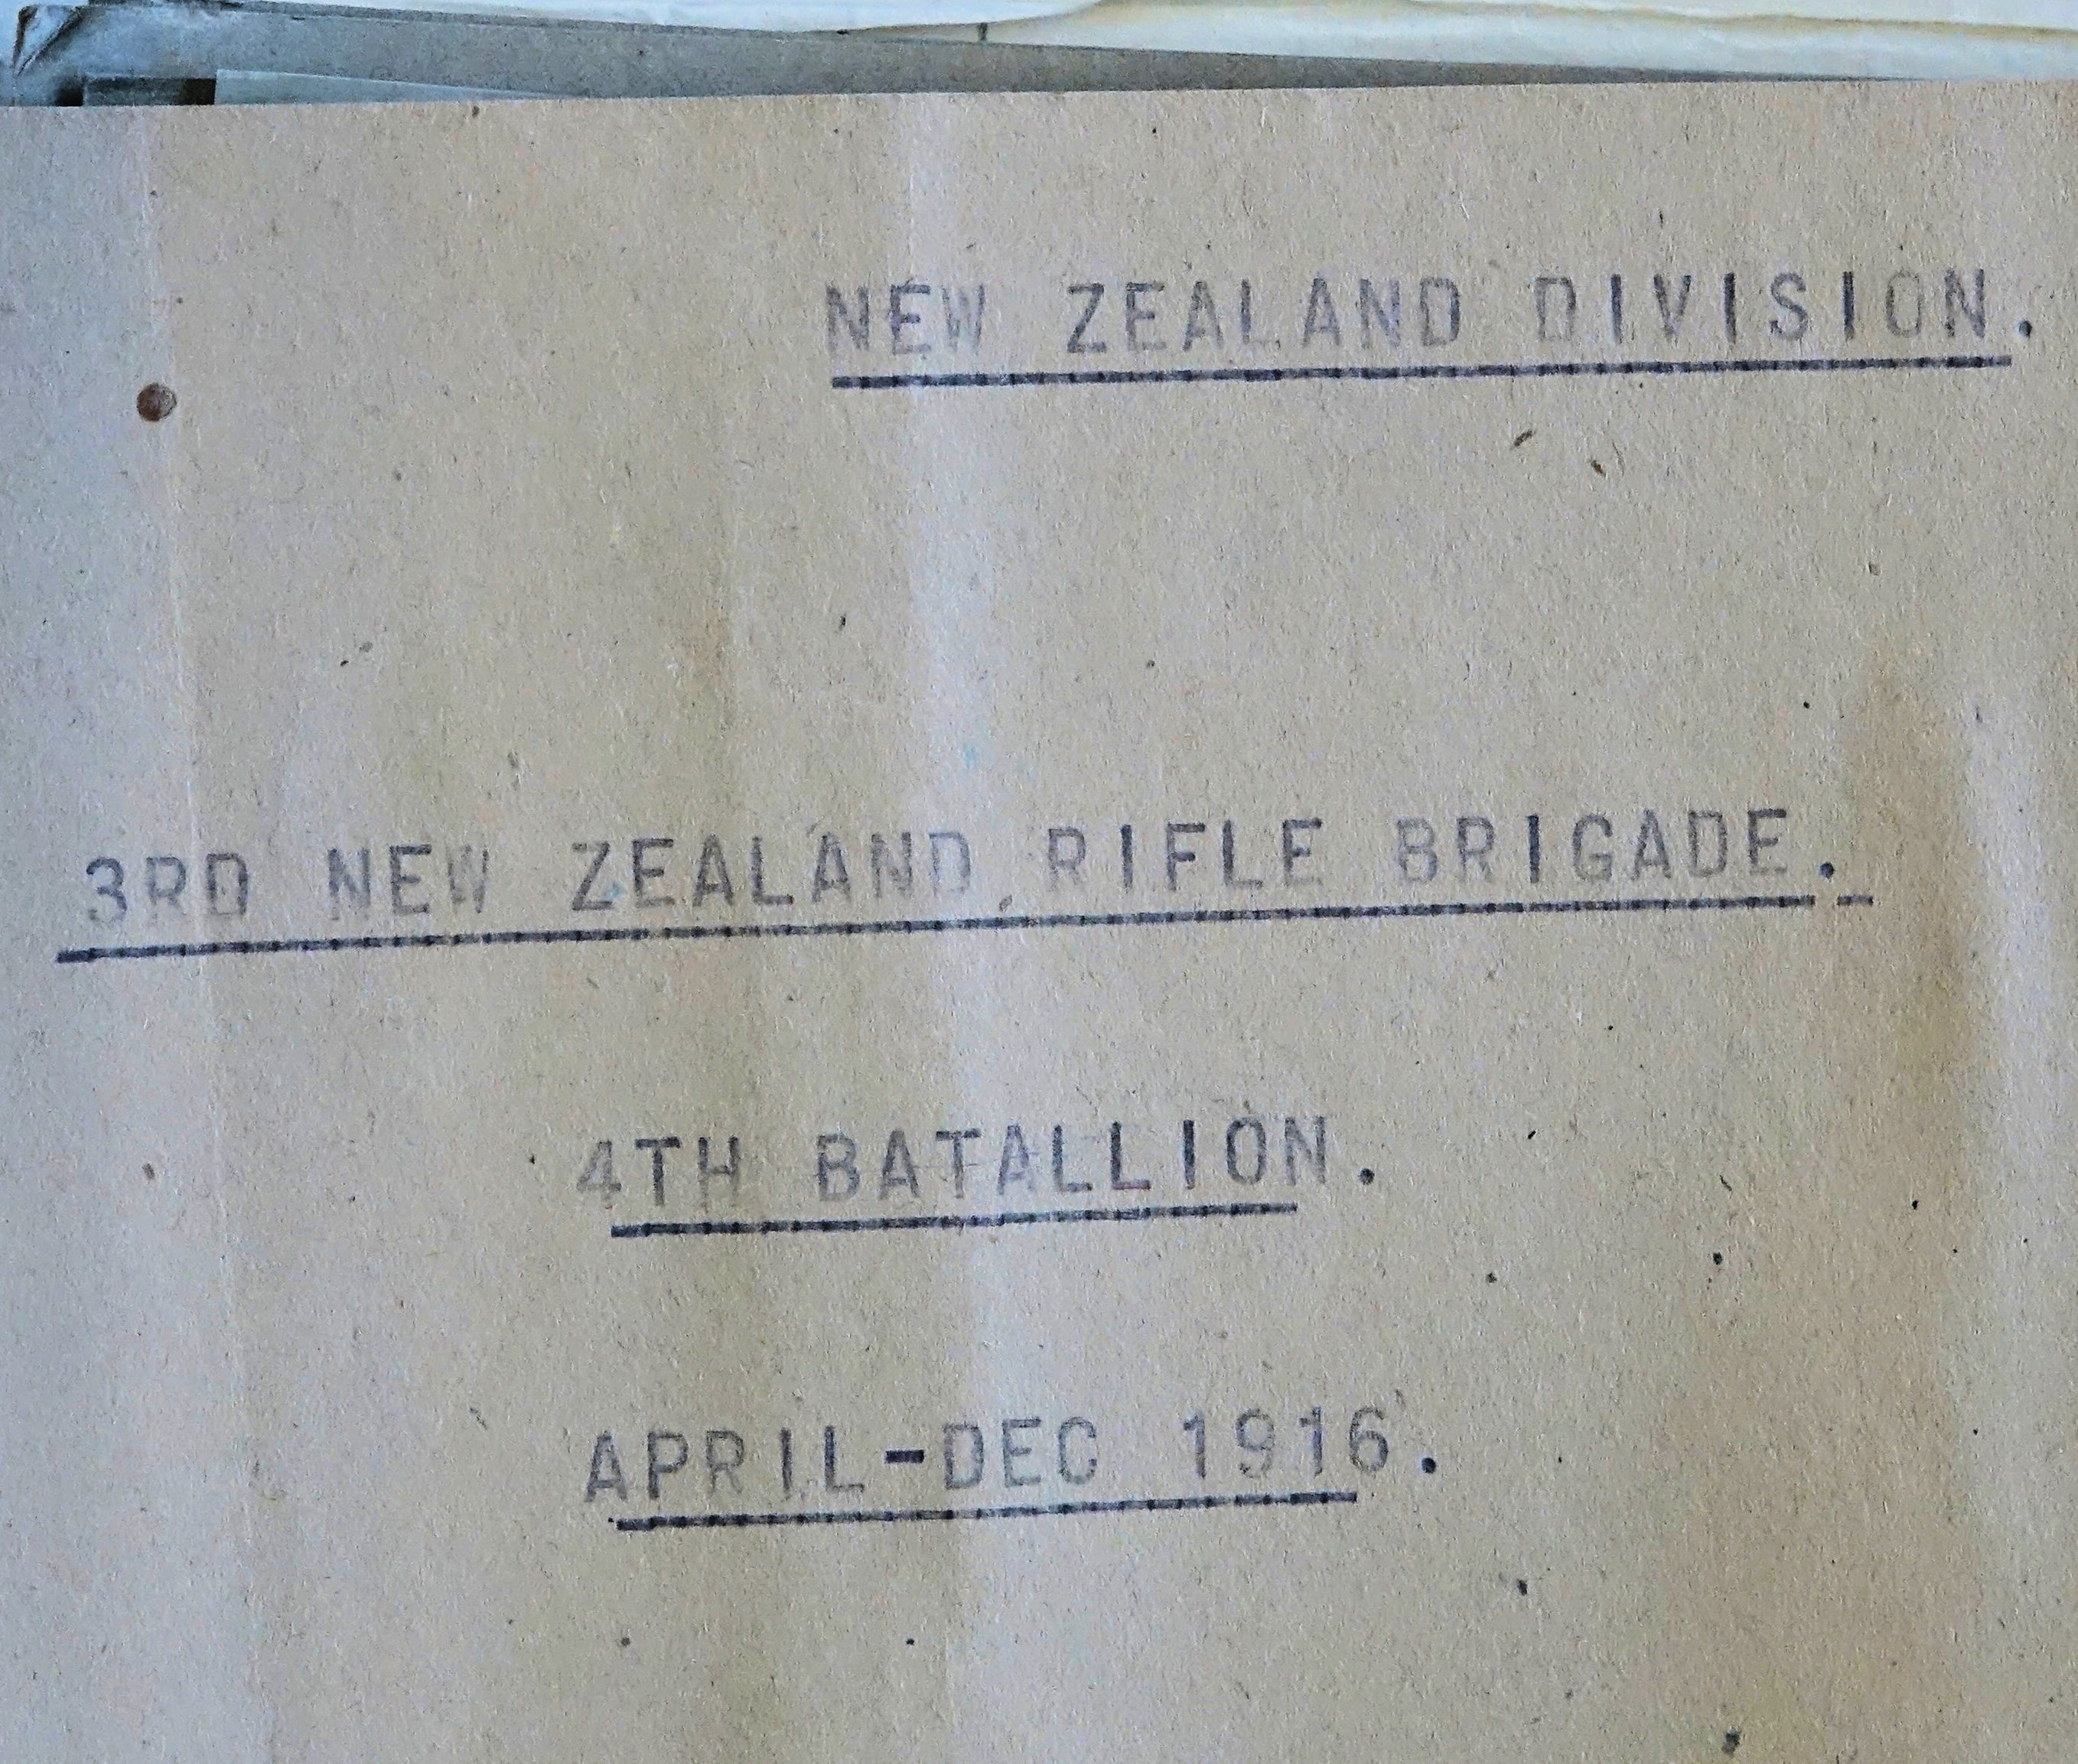 NEW ZEALAND DIVISION.
3RD NEW ZEALAND RIFLE BRIGADE.
4TH BATALLION.
APRIL-DEC 1916.